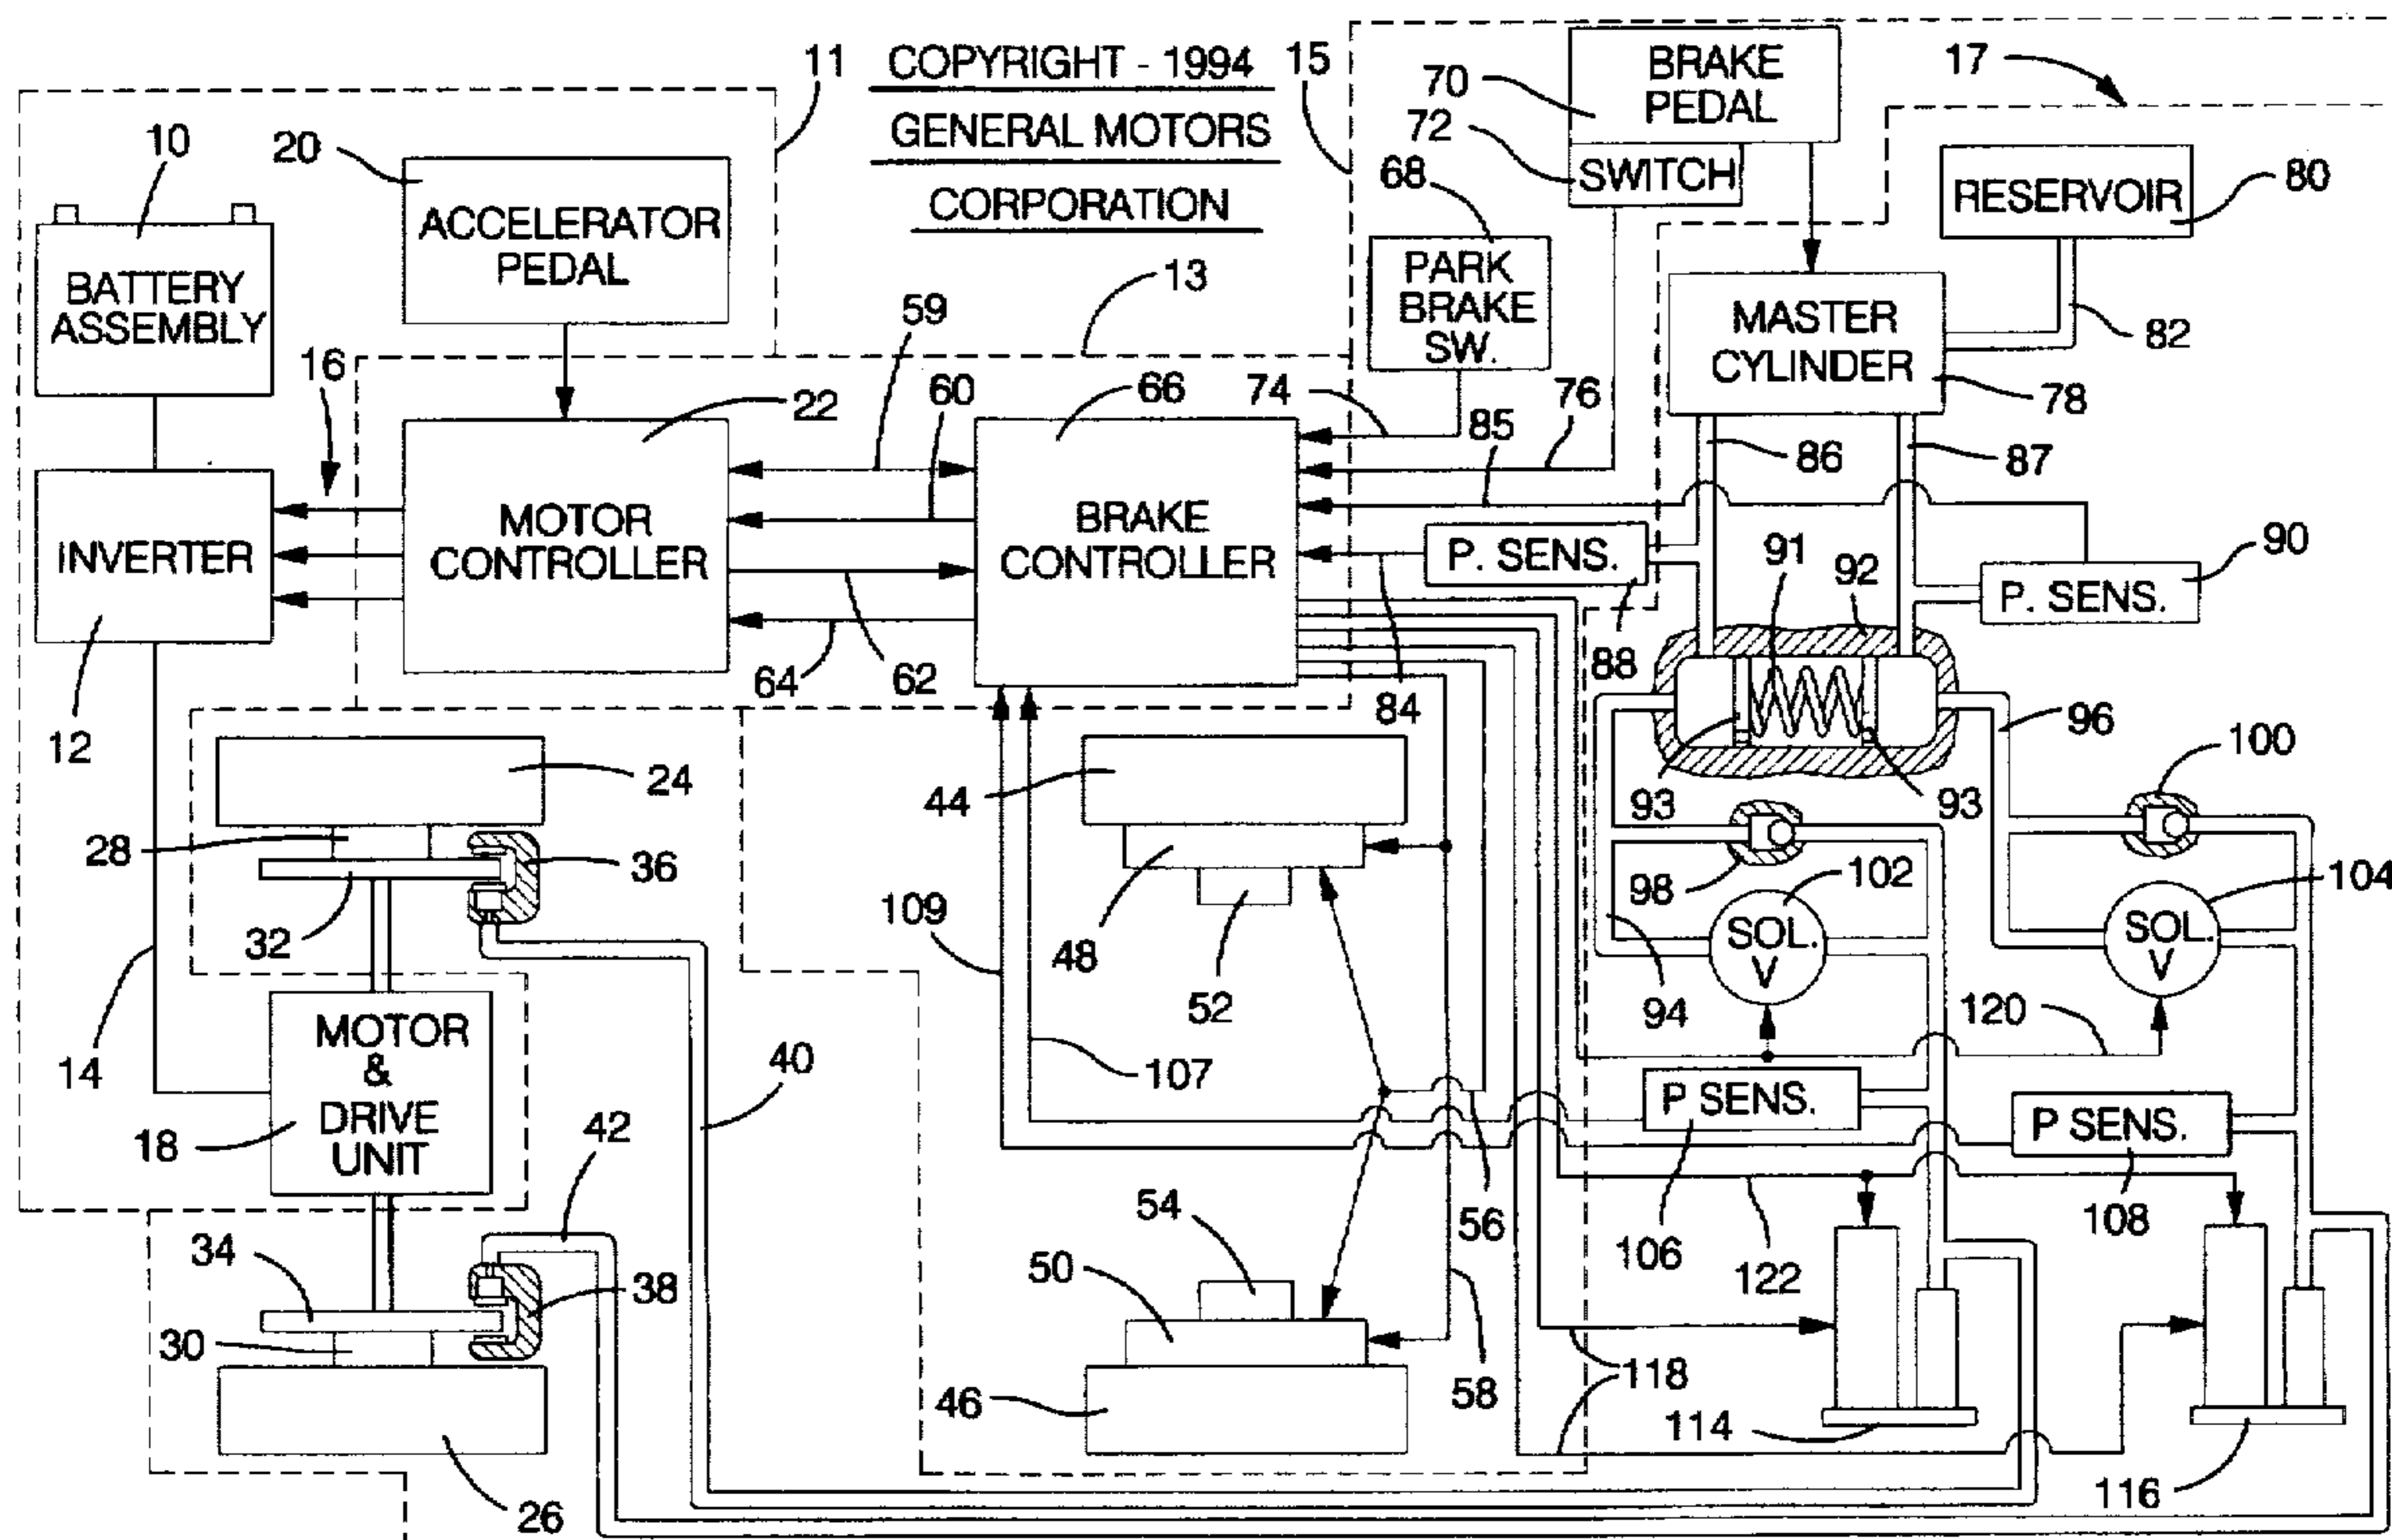 COPYRIGHT - 1994
GENERAL MOTORS
CORPORATION
11
15
17
13
10
20
ACCELERATOR
PEDAL
BATTERY
ASSEMBLY
70
BRAKE
PEDAL
72
SWITCH
68
PARK
BRAKE
SW.
RESERVOIR
80
82
MASTER
CYLINDER
78
16
22
59
60
66
74
76
85
86
87
INVERTER
12
MOTOR
CONTROLLER
BRAKE
CONTROLLER
P. SENS.
88
91
92
90
P. SENS.
64
62
84
93
93
96
100
24
28
36
32
44
48
52
109
98
102
104
SOL.
V
SOL.
V
94
120
14
MOTOR
&
DRIVE
UNIT
18
40
107
42
P SENS.
106
P SENS.
108
56
122
34
38
30
26
54
50
46
58
118
114
116